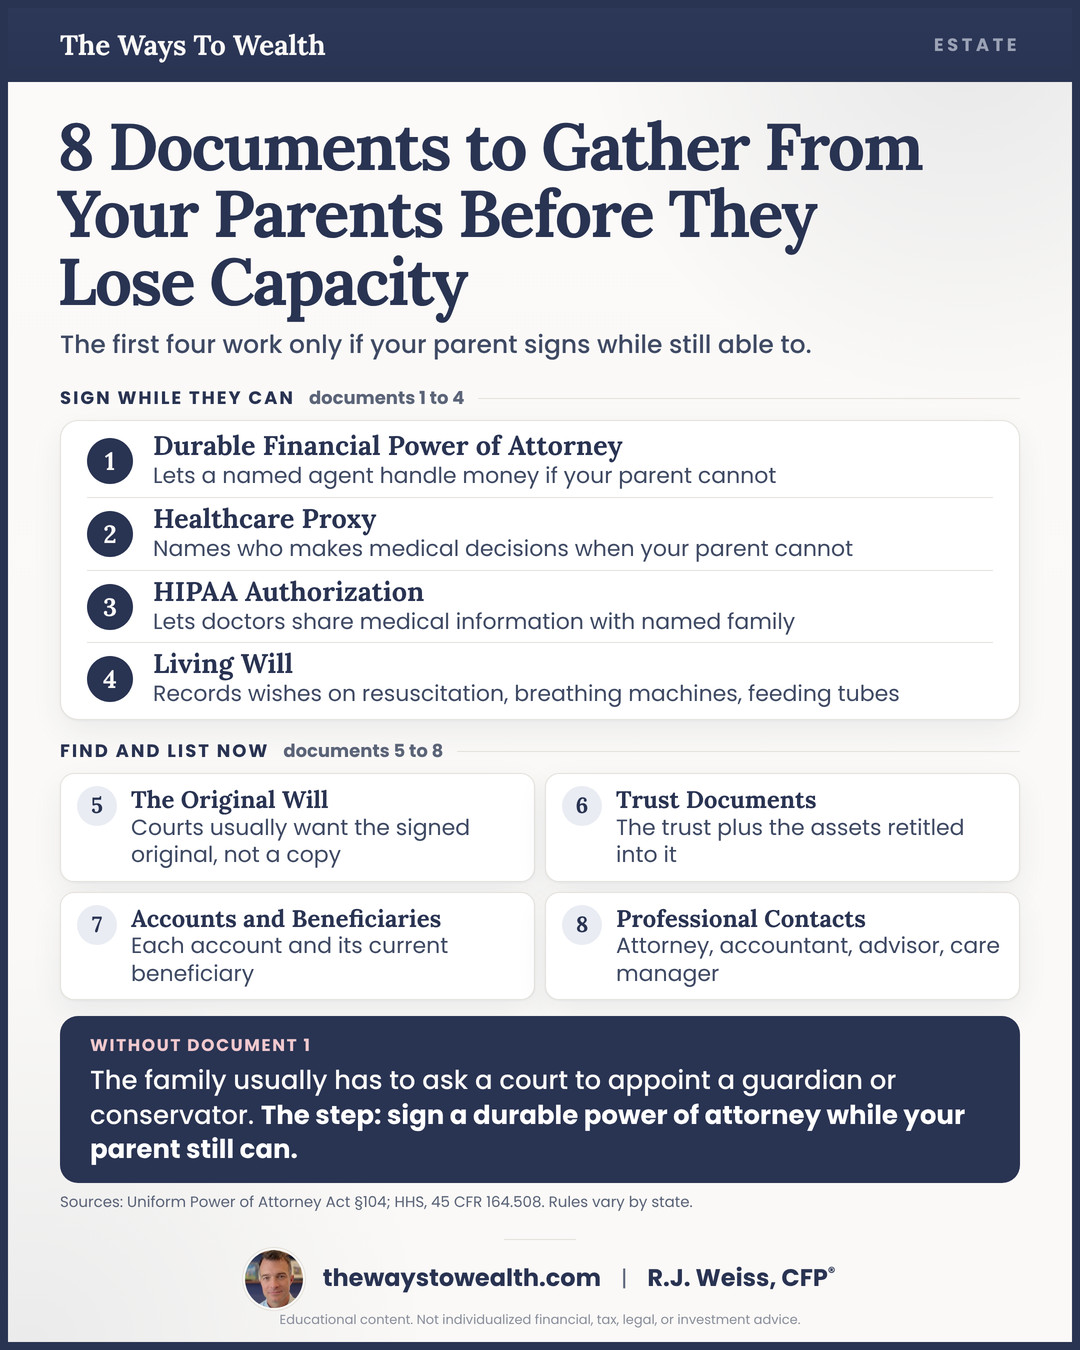 The Ways To Wealth
ESTATE
8 Documents to Gather From
Your Parents Before They
Lose Capacity
The first four work only if your parent signs while still able to.
SIGN WHILE THEY CAN documents 1 to 4
1
Durable Financial Power of Attorney
Lets a named agent handle money if your parent cannot
2
Healthcare Proxy
Names who makes medical decisions when your parent cannot
3
HIPAA Authorization
Lets doctors share medical information with named family
4
Living Will
Records wishes on resuscitation, breathing machines, feeding tubes
FIND AND LIST NOW documents 5 to 8
5
The Original Will
Courts usually want the signed
original, not a copy
6
Trust Documents
The trust plus the assets retitled
into it
7
Accounts and Beneficiaries
Each account and its current
beneficiary
8
Professional Contacts
Attorney, accountant, advisor, care
manager
WITHOUT DOCUMENT 1
The family usually has to ask a court to appoint a guardian or
conservator. The step: sign a durable power of attorney while your
parent still can.
Sources: Uniform Power of Attorney Act §104; HHS, 45 CFR 164.508. Rules vary by state.
thewaystowealth.com | R.J. Weiss, CFP®
Educational content. Not individualized financial, tax, legal, or investment advice.